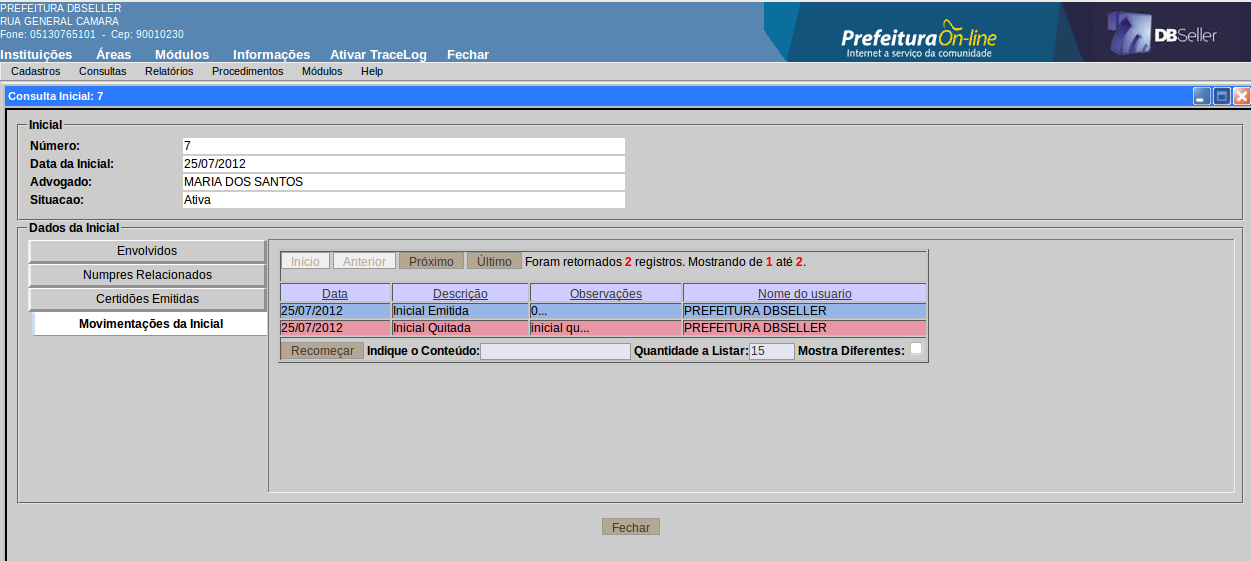 PREFEITURA DBSELLER
RUA GENERAL CAMARA
Fone: 05130765101 - Cep: 90010230
PrefeituraOn-line
Internet a serviço da comunidade
DBSeller
Instituições Áreas Módulos Informações Ativar TraceLog Fechar
Cadastros Consultas Relatórios Procedimentos Módulos Help
Consulta Inicial: 7
Inicial
Número: 7
Data da Inicial: 25/07/2012
Advogado: MARIA DOS SANTOS
Situacao: Ativa
Dados da Inicial
Envolvidos
Numpres Relacionados
Certidões Emitidas
Movimentações da Inicial
Início Anterior Próximo Último Foram retornados 2 registros. Mostrando de 1 até 2.
Data Descrição Observações Nome do usuario
25/07/2012 Inicial Emitida 0... PREFEITURA DBSELLER
25/07/2012 Inicial Quitada inicial qu... PREFEITURA DBSELLER
Recomeçar Indique o Conteúdo: Quantidade a Listar: 15 Mostra Diferentes:
Fechar